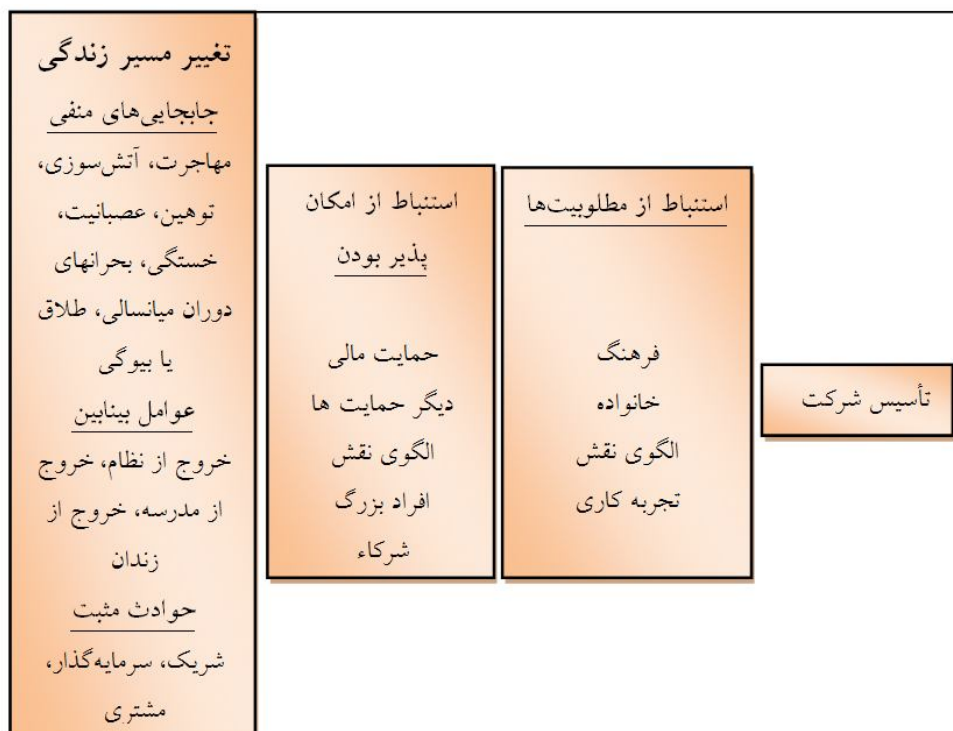 تغییر مسیر زندگی
جابجایی‌های منفی
مهاجرت، آتش‌سوزی،
توهین، عصبانیت،
خستگی، بحرانهای
دوران میانسالی، طلاق
یا بیوگی
عوامل بینابین
خروج از نظام، خروج
از مدرسه، خروج از
زندان
حوادث مثبت
شریک، سرمایه‌گذار،
مشتری
استنباط از امکان
پذیر بودن
حمایت مالی
دیگر حمایت ها
الگوی نقش
افراد بزرگ
شرکاء
استنباط از مطلوبیت‌ها
فرهنگ
خانواده
الگوی نقش
تجربه کاری
تأسیس شرکت